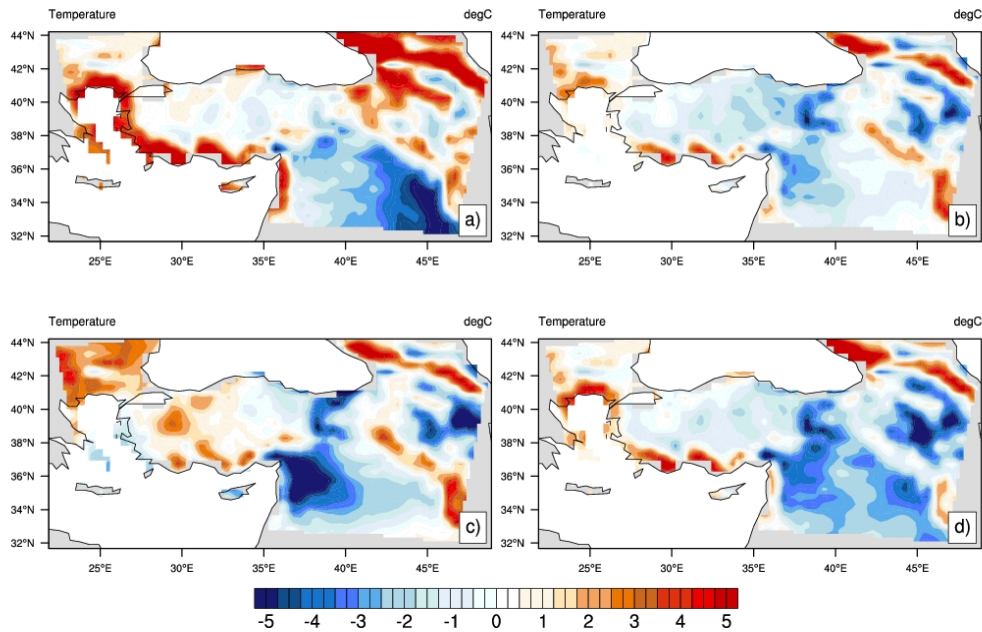 Temperature degC Temperature degC
44°N 44°N
42°N 42°N
40°N 40°N
38°N 38°N
36°N 36°N
34°N 34°N
32°N 32°N
a) b)
25°E 30°E 35°E 40°E 45°E 25°E 30°E 35°E 40°E 45°E
Temperature degC Temperature degC
44°N 44°N
42°N 42°N
40°N 40°N
38°N 38°N
36°N 36°N
34°N 34°N
c) d)
32°N 32°N
25°E 30°E 35°E 40°E 45°E 25°E 30°E 35°E 40°E 45°E
-5 -4 -3 -2 -1 0 1 2 3 4 5